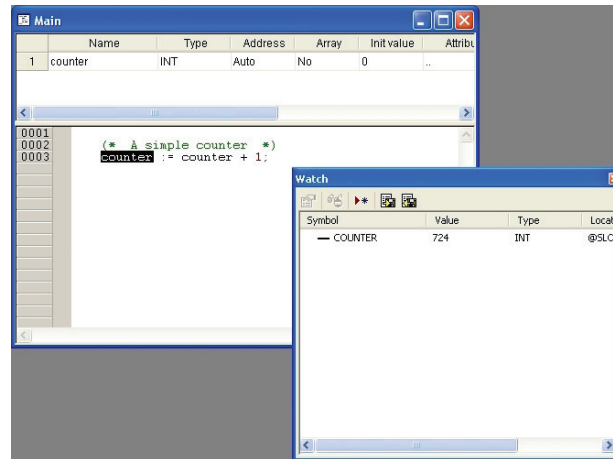 Main
Name Type Address Array Init value Attribu
1 counter INT Auto No 0 ..
0001
0002 (* A simple counter *)
0003 counter := counter + 1;
Watch
Symbol Value Type Locat
COUNTER 724 INT @SLO